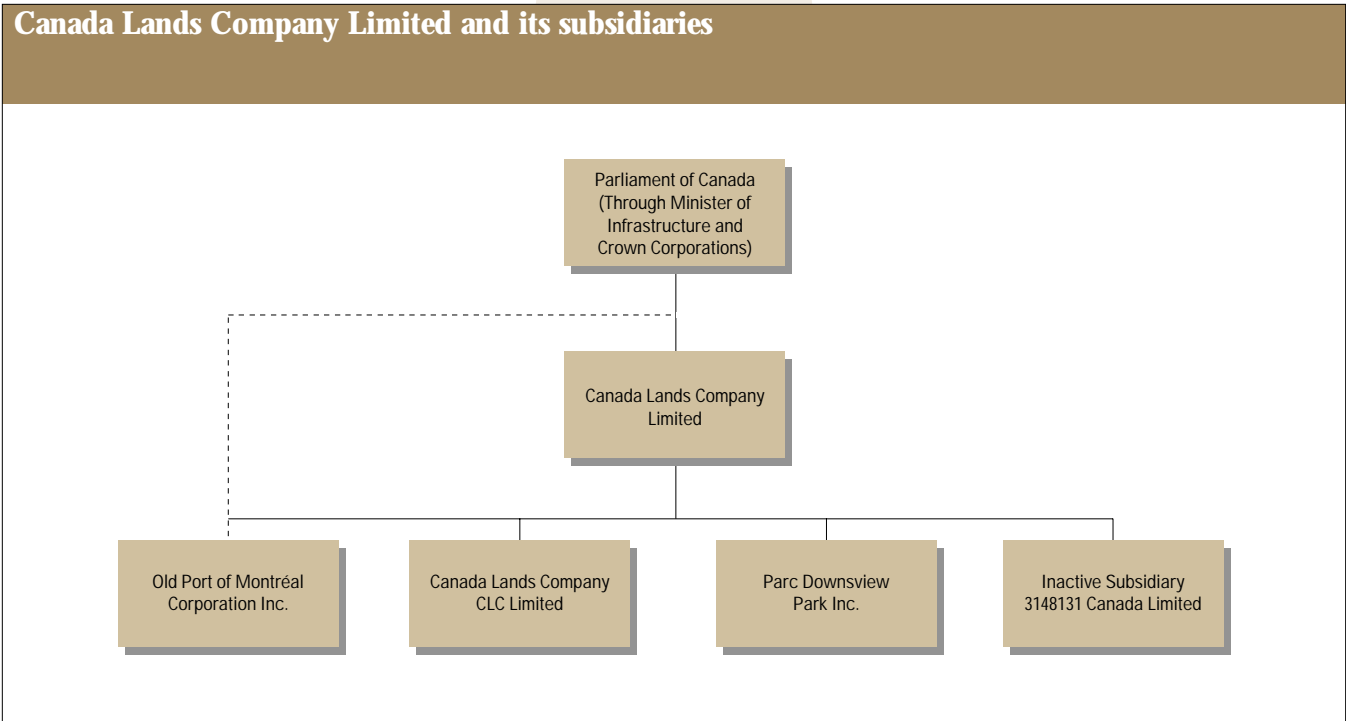 Canada Lands Company Limited and its subsidiaries
Parliament of Canada
(Through Minister of
Infrastructure and
Crown Corporations)
Canada Lands Company
Limited
Old Port of Montréal
Corporation Inc.
Canada Lands Company
CLC Limited
Parc Downsview
Park Inc.
Inactive Subsidiary
3148131 Canada Limited